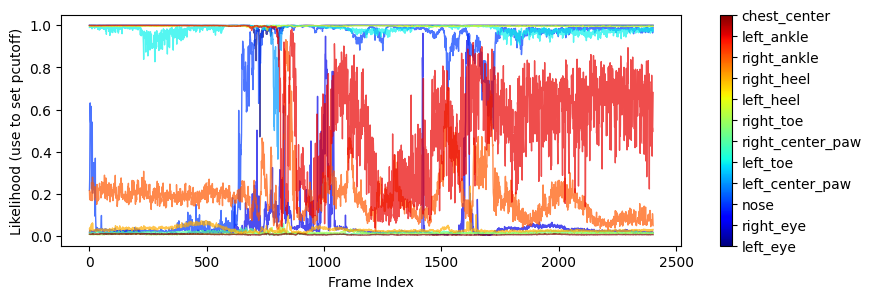 Likelihood (use to set pcutoff)
1.0
0.8
0.6
0.4
0.2
0.0
0
500
1000
1500
2000
2500
Frame Index
chest_center
left_ankle
right_ankle
right_heel
left_heel
right_toe
right_center_paw
left_toe
left_center_paw
nose
right_eye
left_eye